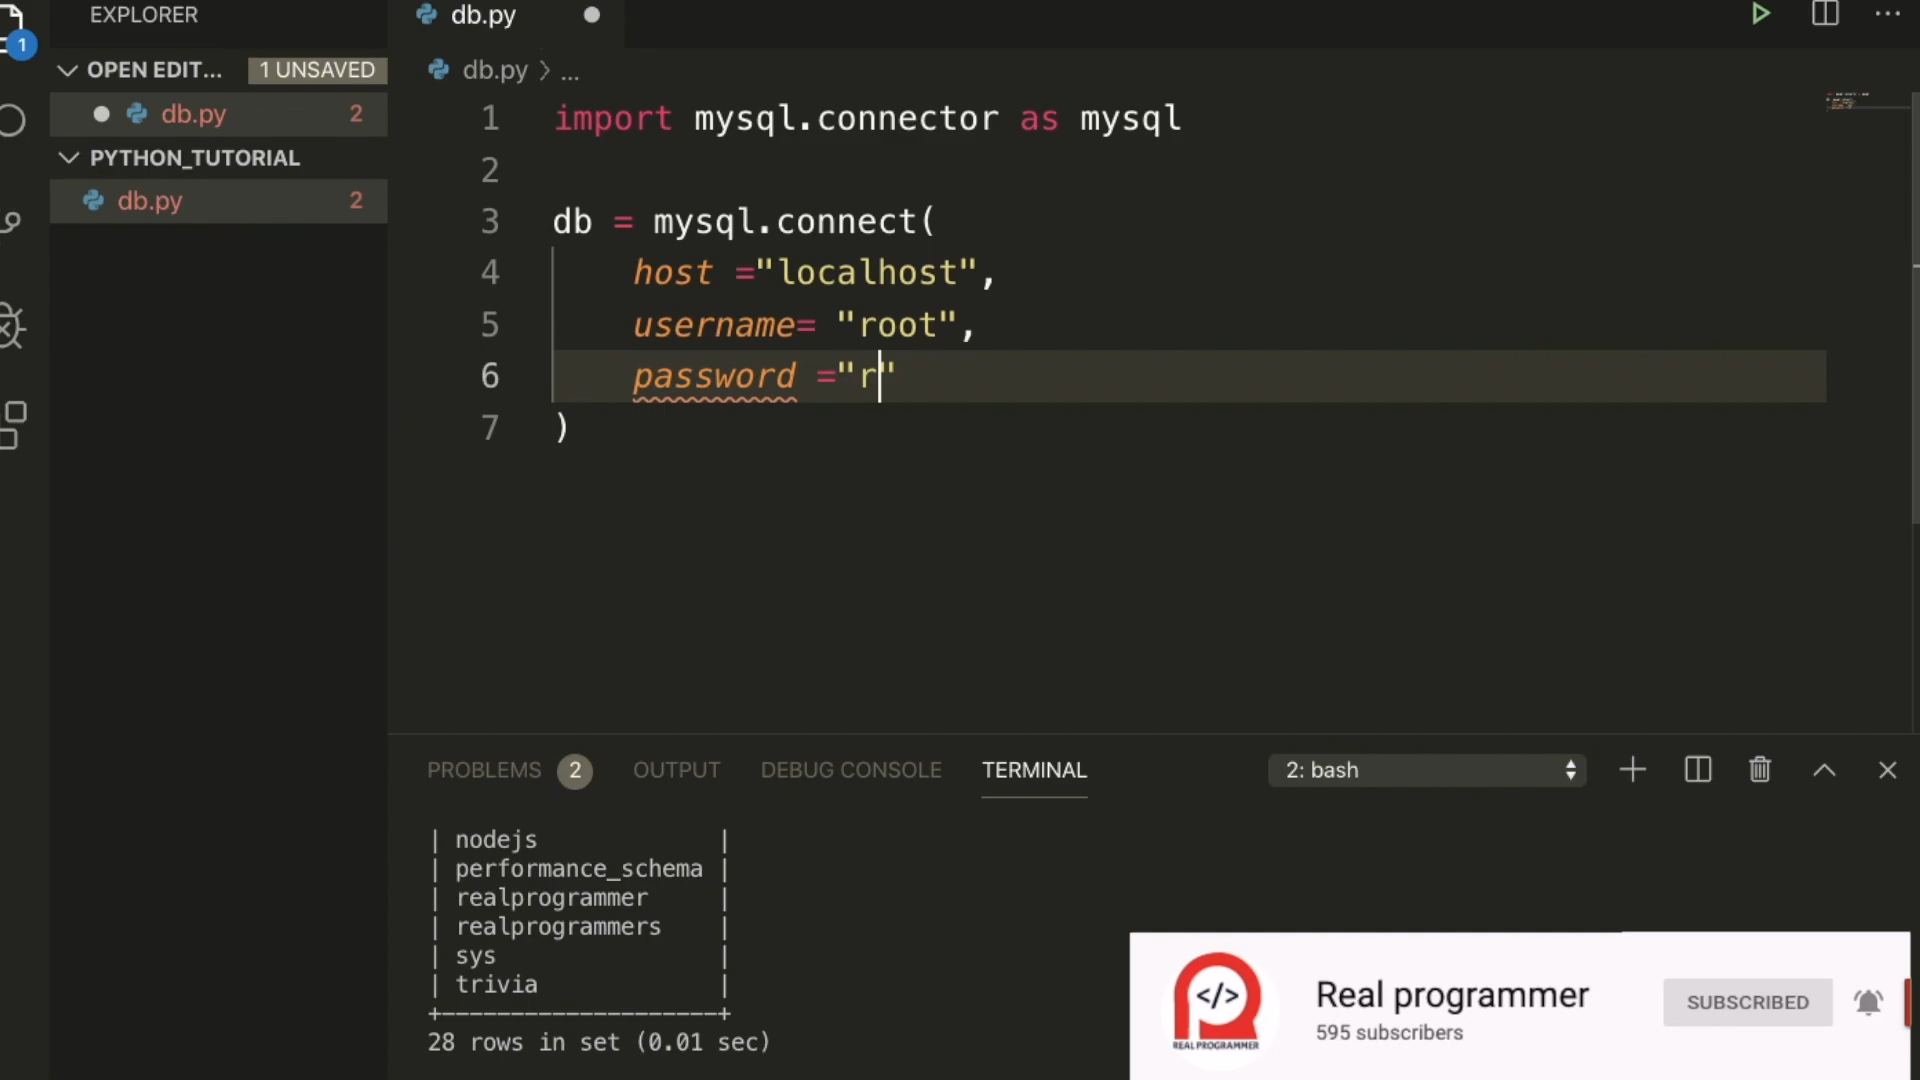 EXPLORER
OPEN EDIT... 1 UNSAVED
db.py 2
PYTHON_TUTORIAL
db.py 2
1
db.py
db.py > ...
1 import mysql.connector as mysql
2
3 db = mysql.connect(
4 host ="localhost",
5 username= "root",
6 password ="r"
7 )
PROBLEMS 2 OUTPUT DEBUG CONSOLE TERMINAL 2: bash
| nodejs |
| performance_schema |
| realprogrammer |
| realprogrammers |
| sys |
| trivia |
+--------------------+
28 rows in set (0.01 sec)
</> REAL PROGRAMMER
Real programmer
595 subscribers
SUBSCRIBED